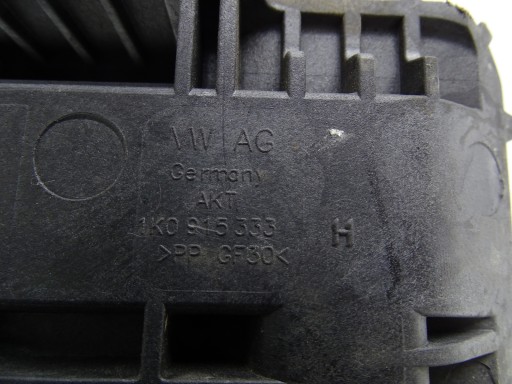 VW AG
Germany
AKT
1K0 915 333 H
>PP GF30<